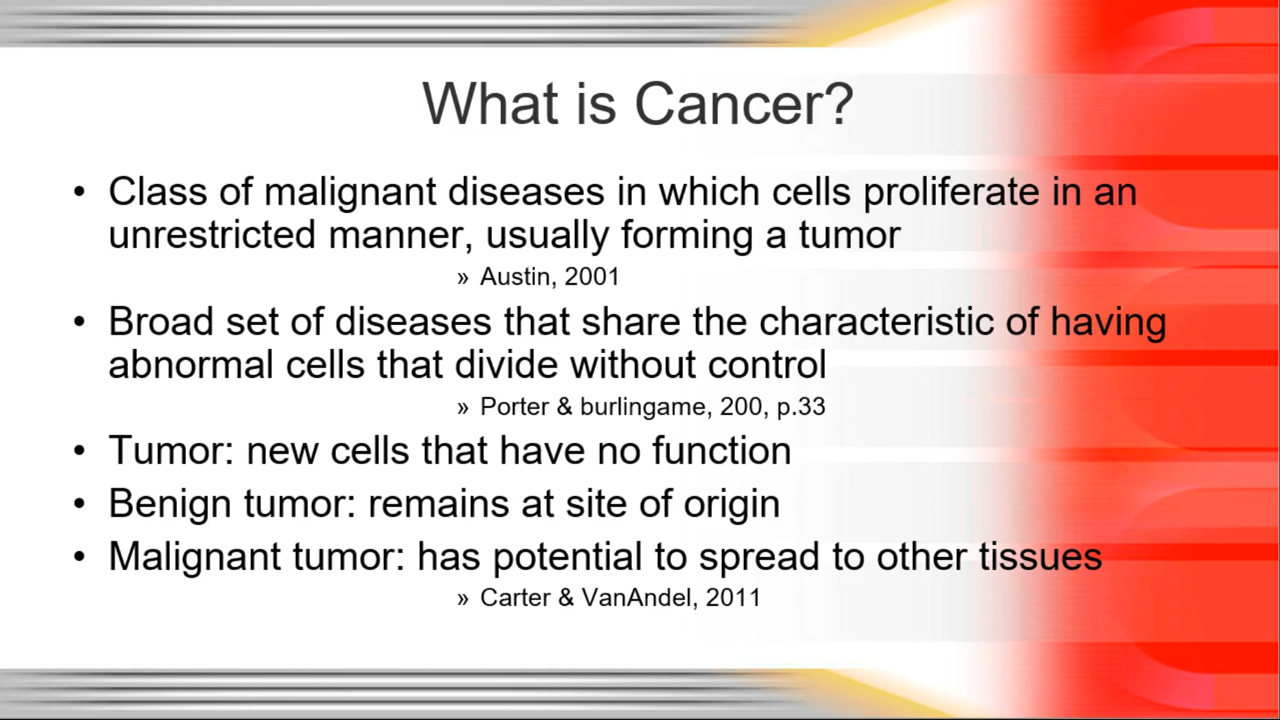 What is Cancer?
• Class of malignant diseases in which cells proliferate in an
unrestricted manner, usually forming a tumor
» Austin, 2001
• Broad set of diseases that share the characteristic of having
abnormal cells that divide without control
» Porter & burlingame, 200, p.33
• Tumor: new cells that have no function
• Benign tumor: remains at site of origin
• Malignant tumor: has potential to spread to other tissues
» Carter & VanAndel, 2011